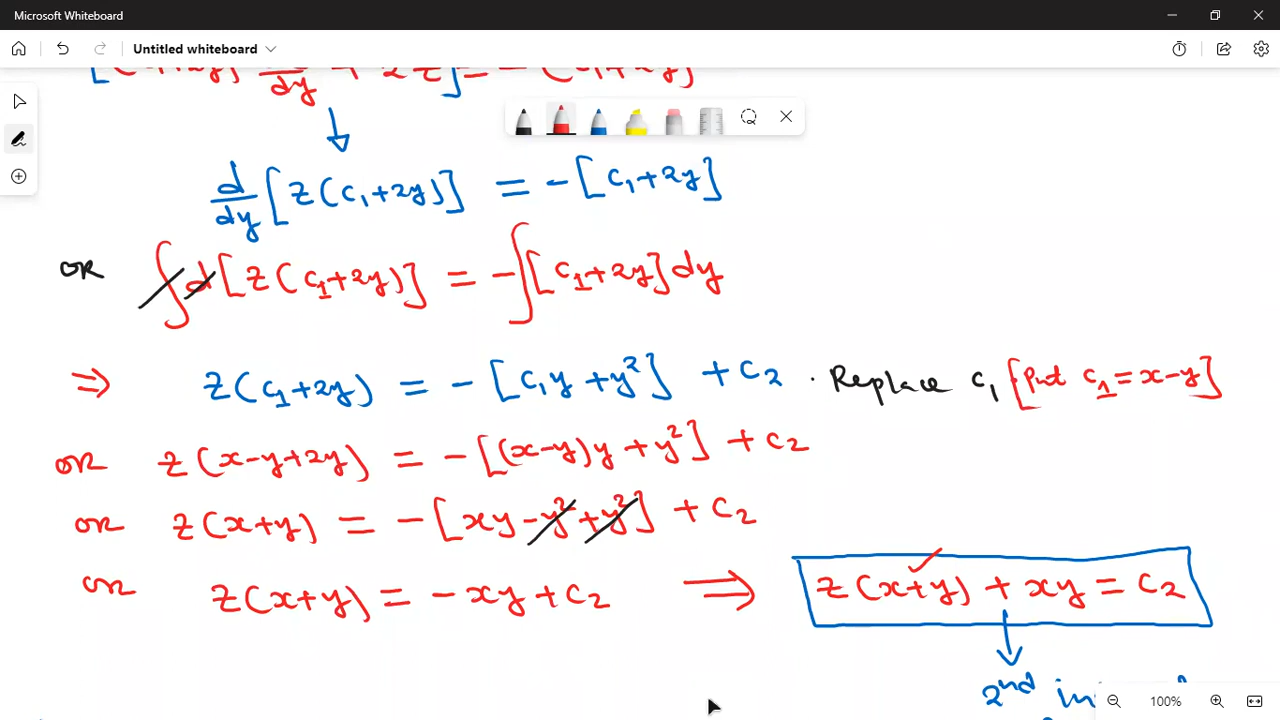 Microsoft Whiteboard
Untitled whiteboard
dy
d/dy [z(c₁+2y)] = -[c₁+2y]
or ∫d[z(c₁+2y)] = -∫[c₁+2y]dy
⇒ z(c₁+2y) = -[c₁y+y²] + c₂ . Replace c₁ [put c₁=x-y]
or z(x-y+2y) = -[(x-y)y+y²] + c₂
or z(x+y) = -[xy-y²+y²] + c₂
or z(x+y) = -xy+c₂ ⇒ z(x+y) + xy = c₂
2nd
100%